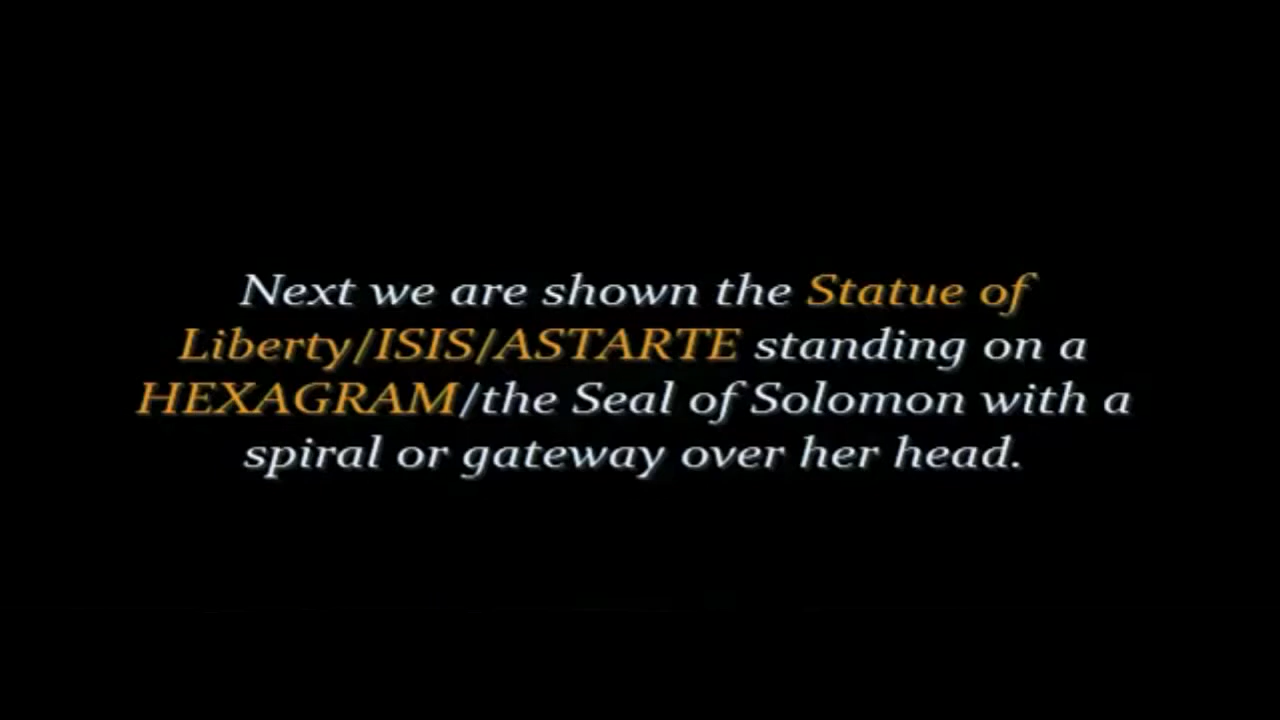 Next we are shown the Statue of
Liberty/ISIS/ASTARTE standing on a
HEXAGRAM/the Seal of Solomon with a
spiral or gateway over her head.